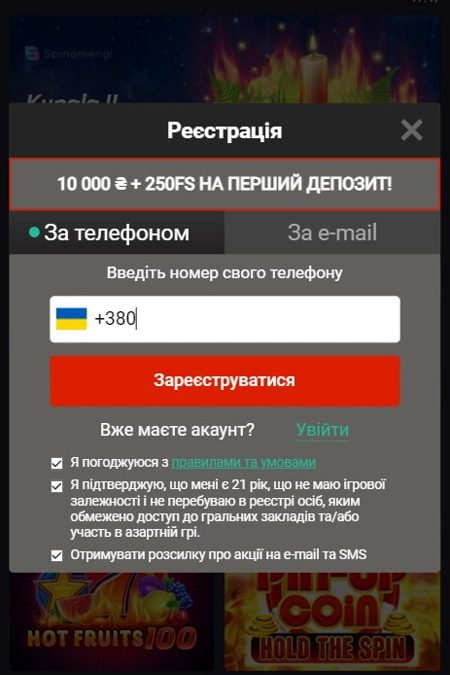 Spinomenal
Kupala II
Реєстрація
10 000 ₴ + 250FS НА ПЕРШИЙ ДЕПОЗИТ!
За телефоном
За e-mail
Введіть номер свого телефону
+380
Зареєструватися
Вже маєте акаунт? Увійти
Я погоджуюся з правилами та умовами
Я підтверджую, що мені є 21 рік, що не маю ігрової
залежності і не перебуваю в реєстрі осіб, яким
обмежено доступ до гральних закладів та/або
участь в азартній грі.
Отримувати розсилку про акції на e-mail та SMS
HOT FRUITS 100
PIN-UP
COIN
HOLD THE SPIN